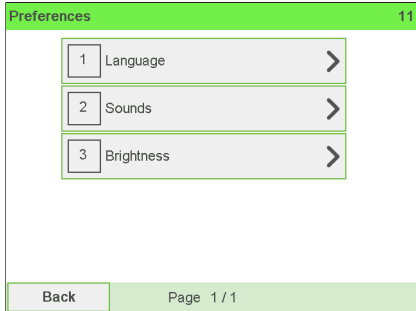 Preferences 11
1 Language
2 Sounds
3 Brightness
Back Page 1 / 1